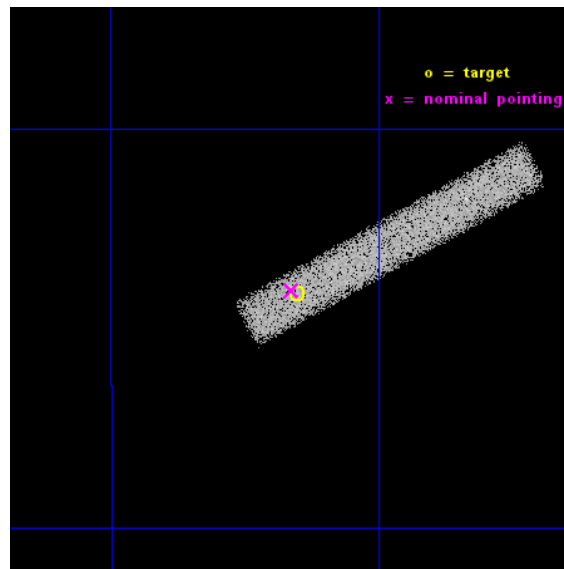 o = target
x = nominal pointing